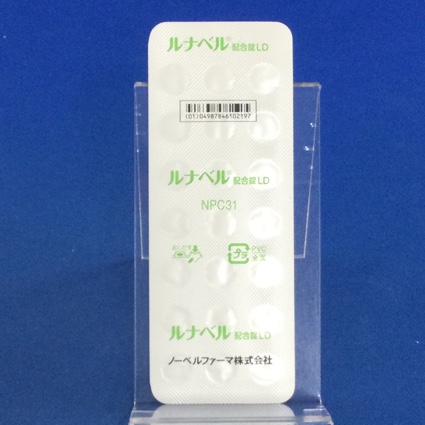 ルナベル® 配合錠LD
(01)04987846102197
ルナベル 配合錠LD
NPC31
プラ
PVC
ルナベル 配合錠LD
ノーベルファーマ株式会社